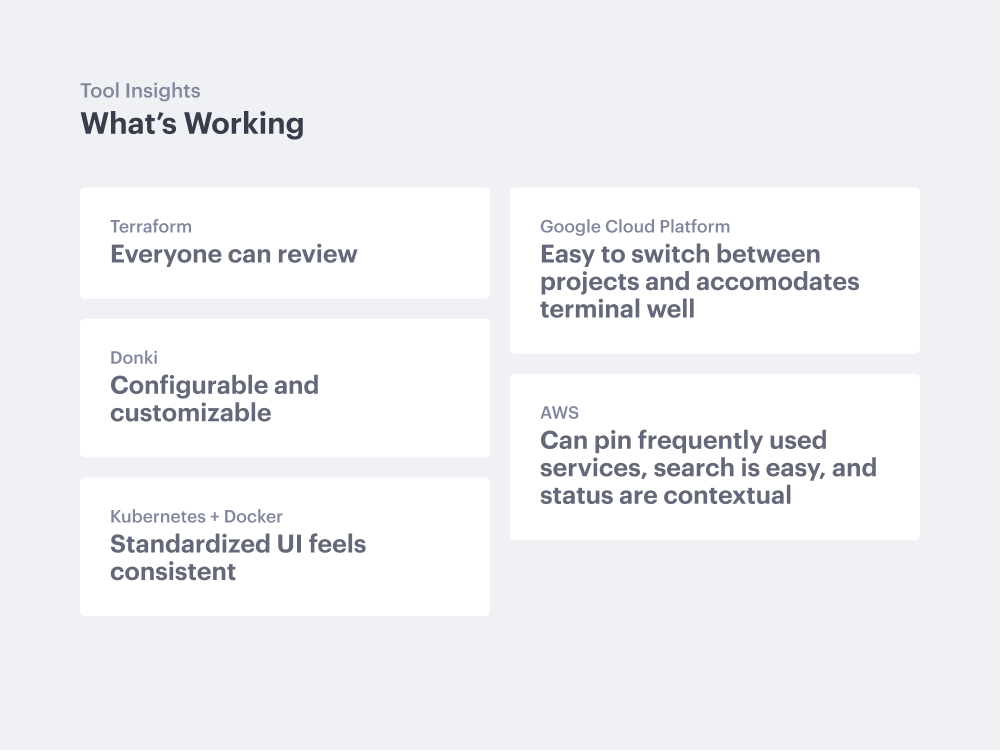 Tool Insights
What’s Working
Terraform
Everyone can review
Donki
Configurable and
customizable
Kubernetes + Docker
Standardized UI feels
consistent
Google Cloud Platform
Easy to switch between
projects and accomodates
terminal well
AWS
Can pin frequently used
services, search is easy, and
status are contextual